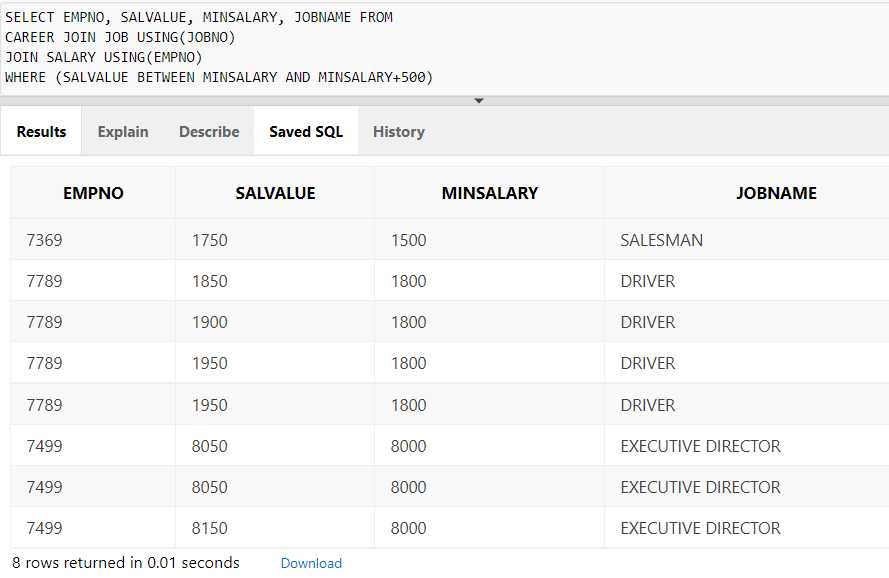 SELECT EMPNO, SALVALUE, MINSALARY, JOBNAME FROM
CAREER JOIN JOB USING(JOBNO)
JOIN SALARY USING(EMPNO)
WHERE (SALVALUE BETWEEN MINSALARY AND MINSALARY+500)
Results Explain Describe Saved SQL History
EMPNO SALVALUE MINSALARY JOBNAME
7369 1750 1500 SALESMAN
7789 1850 1800 DRIVER
7789 1900 1800 DRIVER
7789 1950 1800 DRIVER
7789 1950 1800 DRIVER
7499 8050 8000 EXECUTIVE DIRECTOR
7499 8050 8000 EXECUTIVE DIRECTOR
7499 8150 8000 EXECUTIVE DIRECTOR
8 rows returned in 0.01 seconds Download